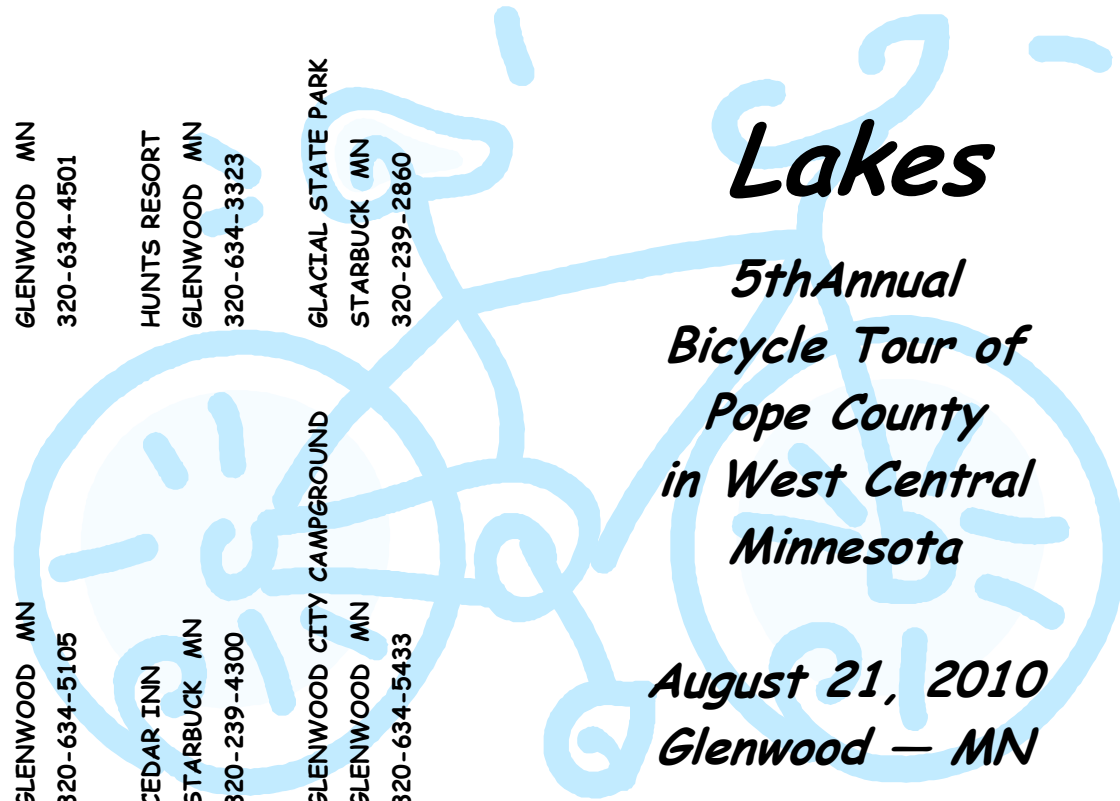 GLENWOOD MN
320-634-4501
HUNTS RESORT
GLENWOOD MN
320-634-3323
GLACIAL STATE PARK
STARBUCK MN
320-239-2860
GLENWOOD MN
320-634-5105
CEDAR INN
STARBUCK MN
320-239-4300
GLENWOOD CITY CAMPGROUND
GLENWOOD MN
320-634-5433
Lakes
5thAnnual
Bicycle Tour of
Pope County
in West Central
Minnesota
August 21, 2010
Glenwood — MN